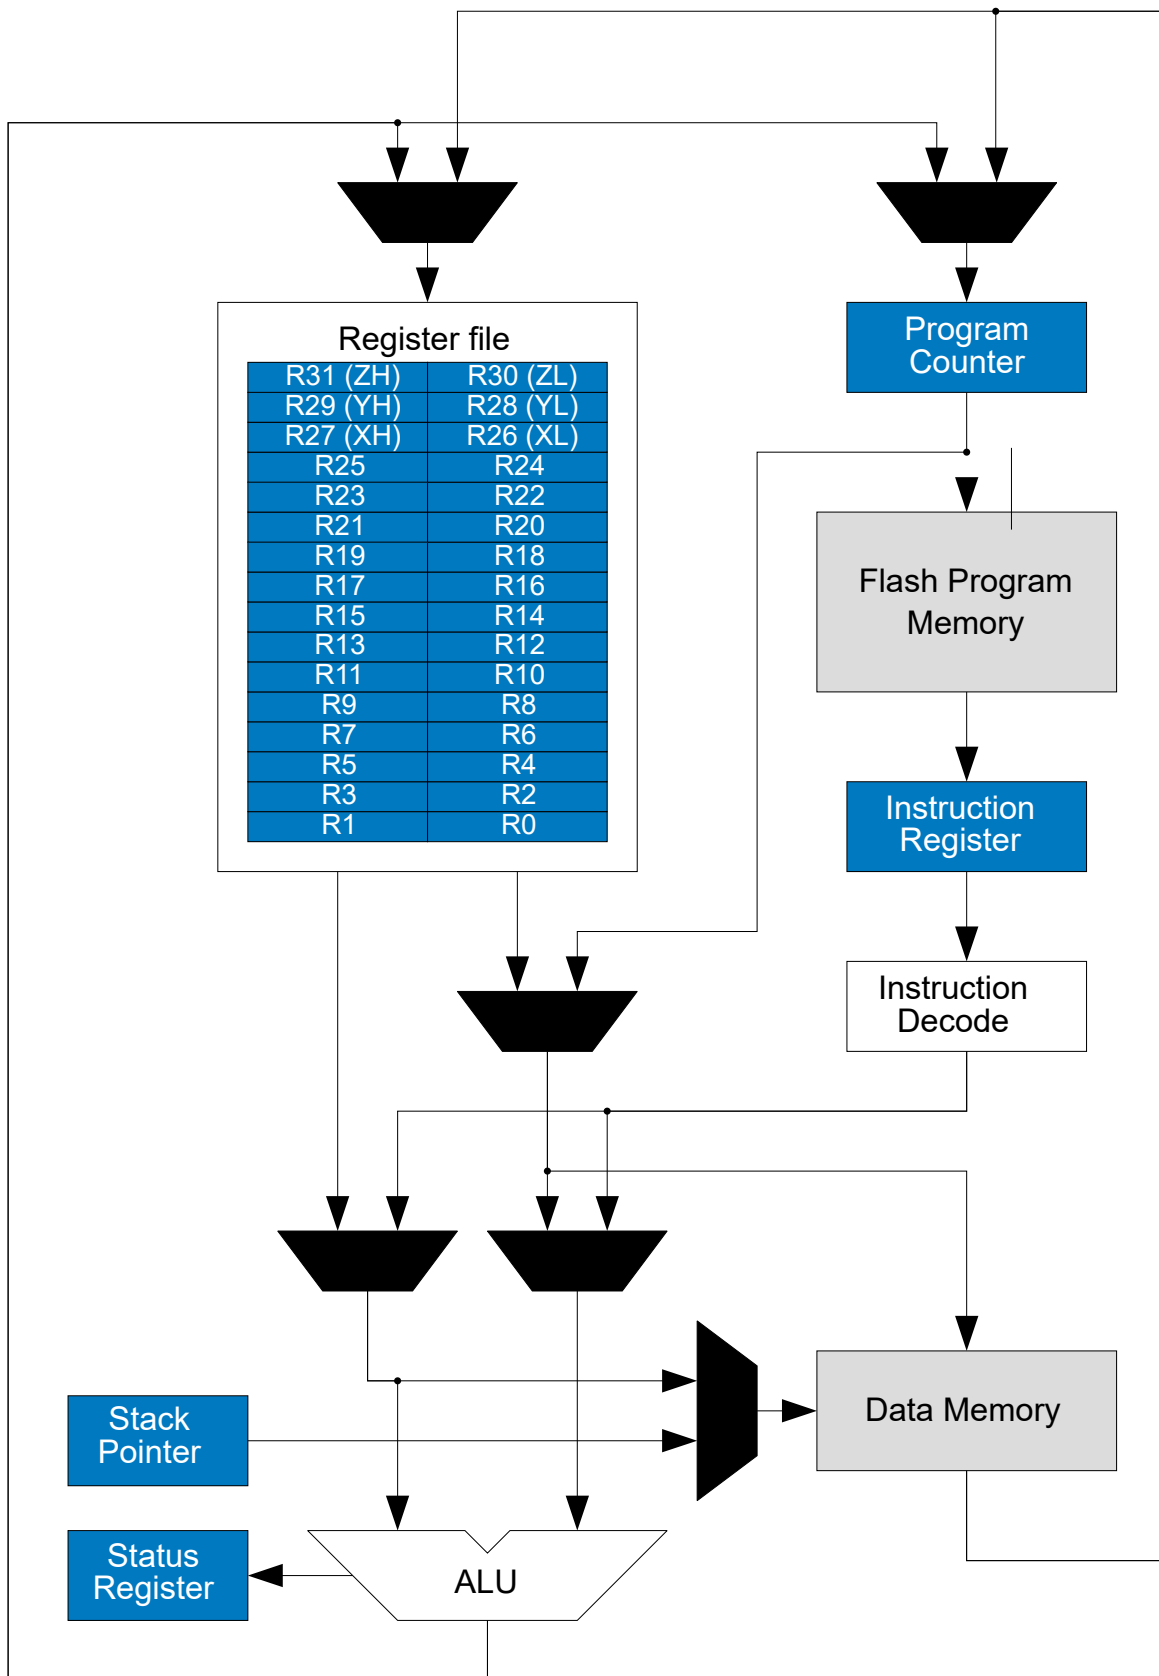 Register file
R31 (ZH) R30 (ZL)
R29 (YH) R28 (YL)
R27 (XH) R26 (XL)
R25 R24
R23 R22
R21 R20
R19 R18
R17 R16
R15 R14
R13 R12
R11 R10
R9 R8
R7 R6
R5 R4
R3 R2
R1 R0
Program
Counter
Flash Program
Memory
Instruction
Register
Instruction
Decode
Data Memory
Stack
Pointer
Status
Register
ALU